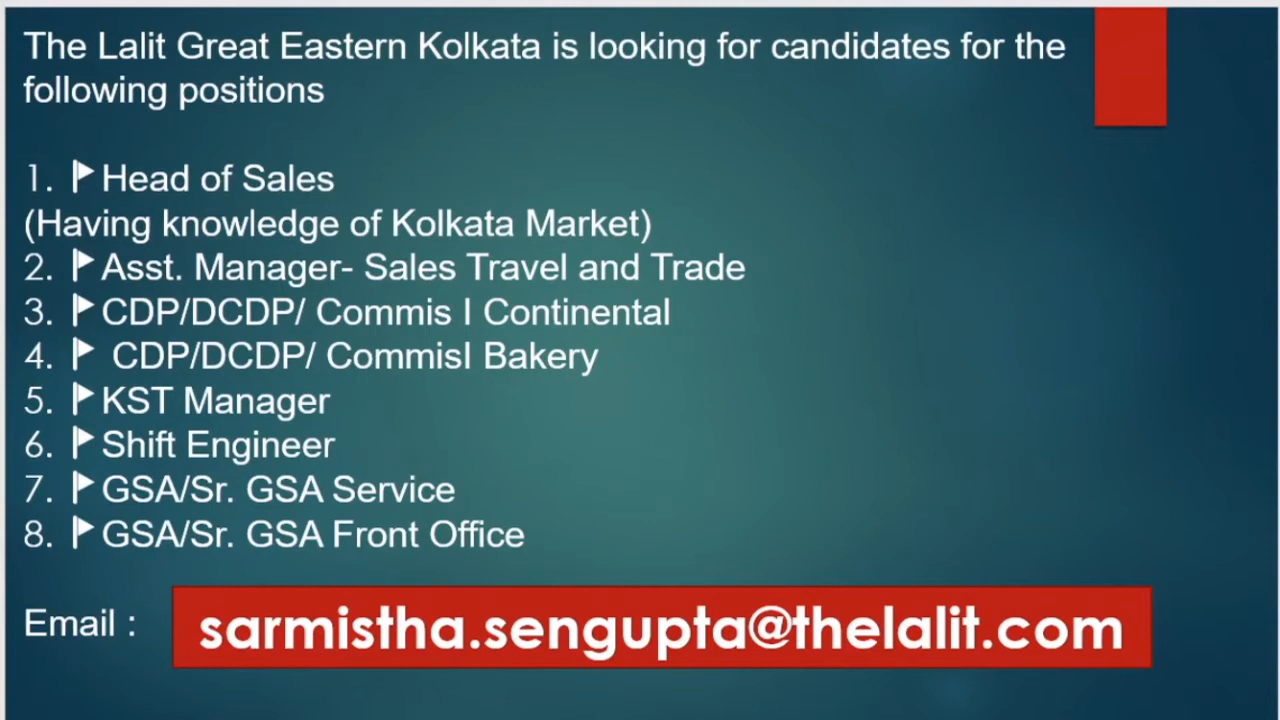 The Lalit Great Eastern Kolkata is looking for candidates for the
following positions
1. Head of Sales
(Having knowledge of Kolkata Market)
2. Asst. Manager- Sales Travel and Trade
3. CDP/DCDP/ Commis I Continental
4. CDP/DCDP/ CommisI Bakery
5. KST Manager
6. Shift Engineer
7. GSA/Sr. GSA Service
8. GSA/Sr. GSA Front Office
Email : sarmistha.sengupta@thelalit.com